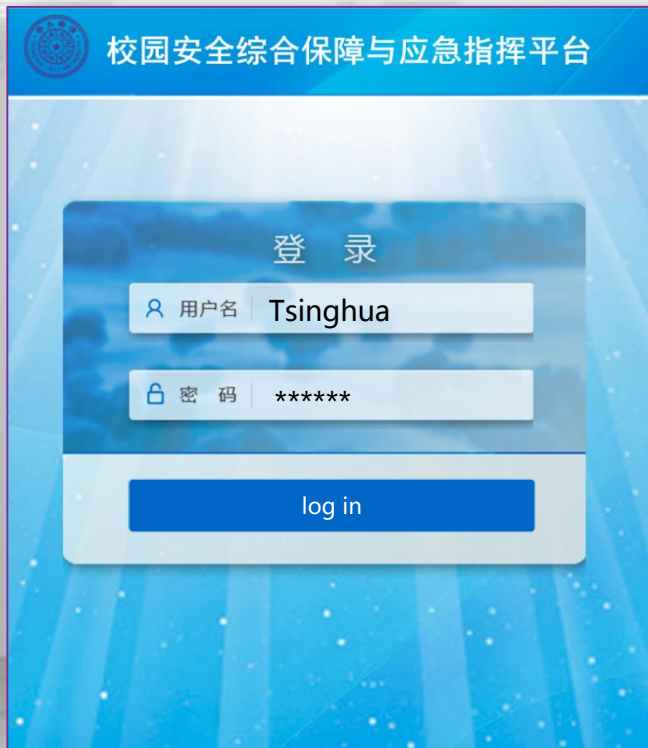 校园安全综合保障与应急指挥平台
登 录
用户名 Tsinghua
密 码 ******
log in